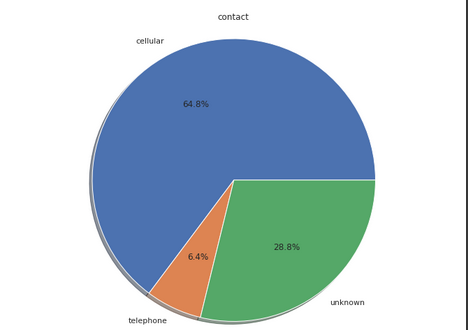 contact
cellular
64.8%
6.4%
28.8%
unknown
telephone